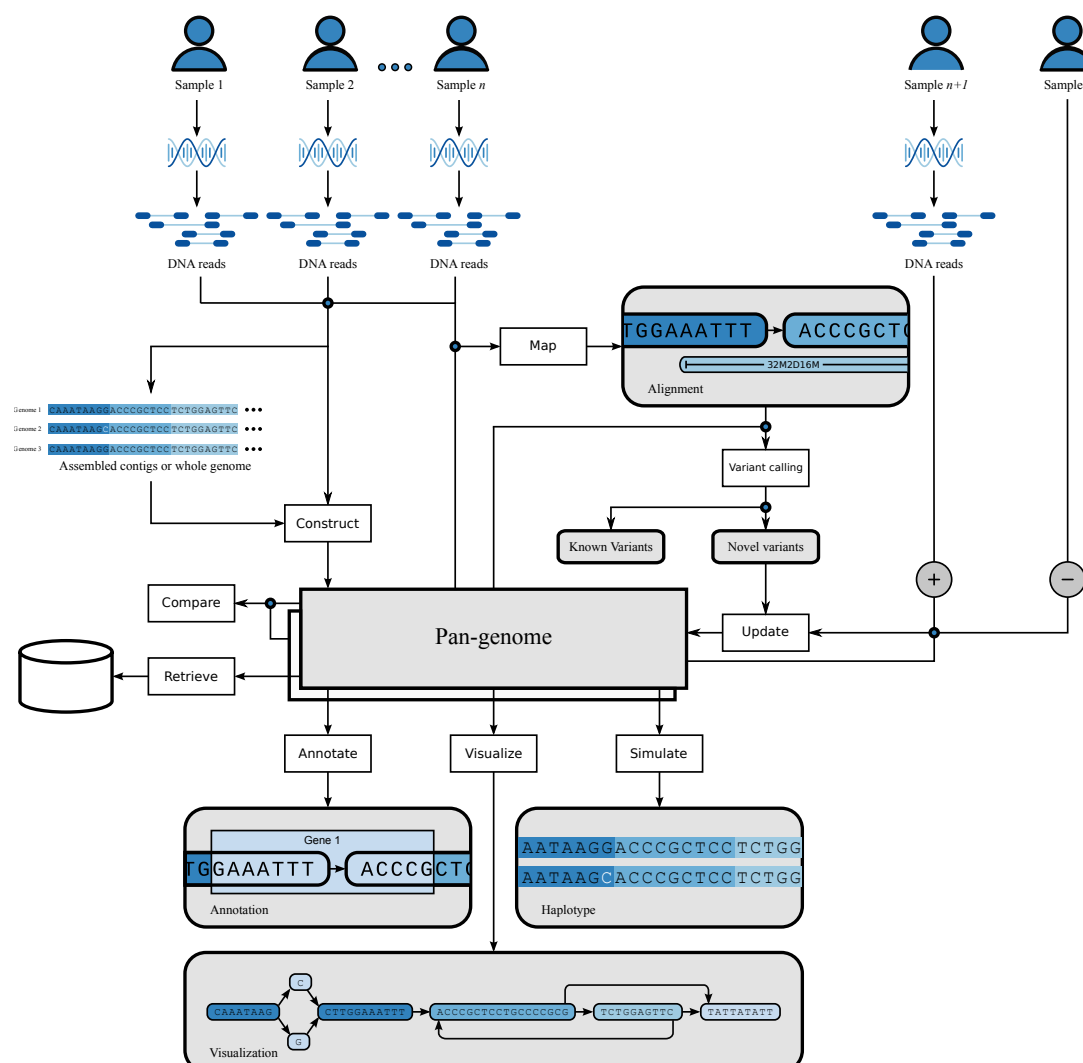 Sample 1
Sample 2
Sample n
Sample n+1
Sample
DNA reads
DNA reads
DNA reads
DNA reads
TGGAAATTT
ACCCGCTC
Map
32M2D16M
Alignment
Genome 1 CAAATAAGGACCCGCTCCTCTGGAGTTC
Genome 2 CAAATAAGCACCCGCTCCTCTGGAGTTC
Genome 3 CAAATAAGGACCCGCTCCTCTGGAGTTC
Assembled contigs or whole genome
Variant calling
Construct
Known Variants
Novel variants
+
−
Compare
Pan-genome
Update
Retrieve
Annotate
Visualize
Simulate
Gene 1
TGGAAATTT
ACCCGCTC
Annotation
AATAAGGACCCGCTCCTCTGG
AATAAGCACCCGCTCCTCTGG
Haplotype
C
CAAATAAG
CTTGGAAATTT
ACCCGCTCCTGCCCCGCG
TCTGGAGTTC
TATTATATT
G
Visualization